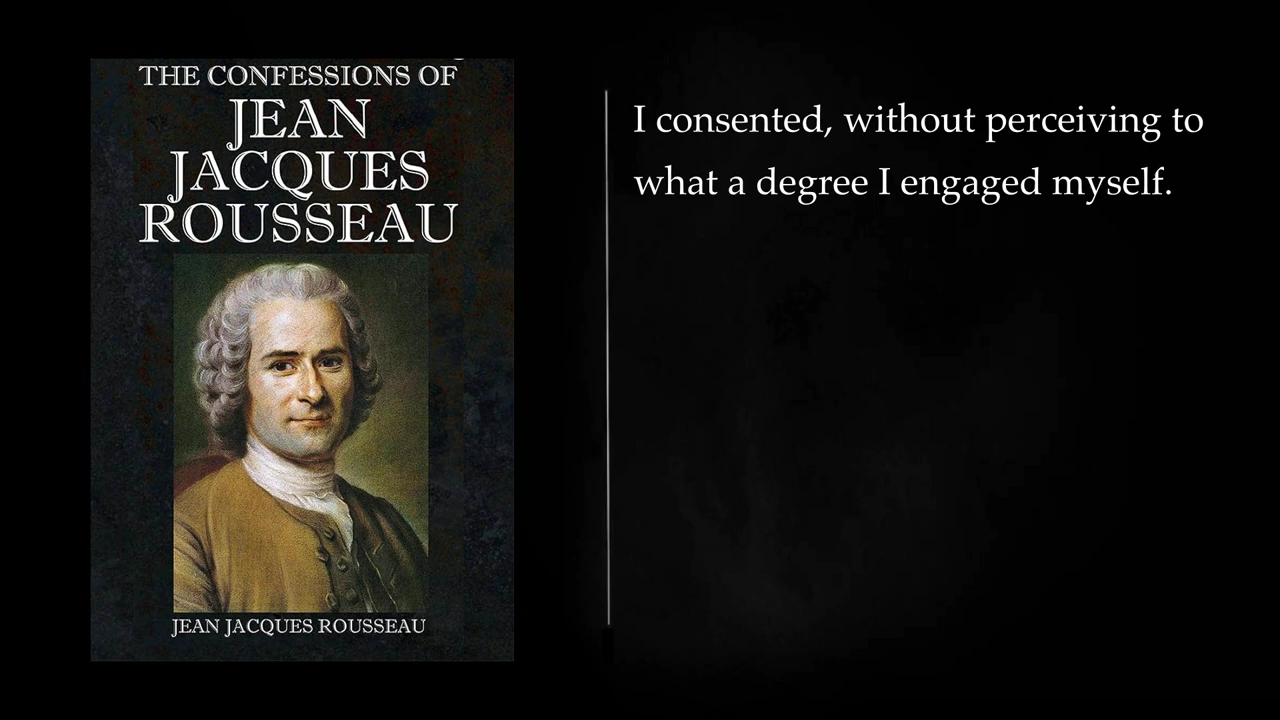 THE CONFESSIONS OF
JEAN
JACQUES
ROUSSEAU
JEAN JACQUES ROUSSEAU
I consented, without perceiving to
what a degree I engaged myself.